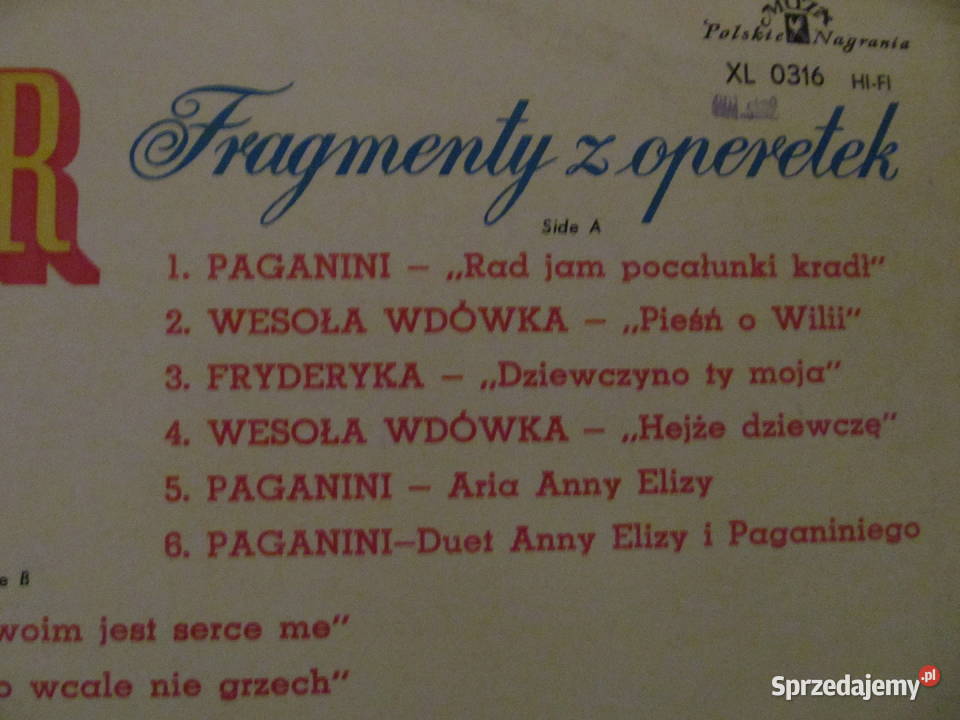 MUZA
Polskie Nagrania
XL 0316 HI-FI
R
Fragmenty z operetek
Side A
1. PAGANINI – „Rad jam pocałunki kradł"
2. WESOŁA WDÓWKA – „Pieśń o Wilii"
3. FRYDERYKA – „Dziewczyno ty moja"
4. WESOŁA WDÓWKA – „Hejże dziewczę"
5. PAGANINI – Aria Anny Elizy
6. PAGANINI–Duet Anny Elizy i Paganiniego
e B
woim jest serce me"
o wcale nie grzech"
Sprzedajemy.pl